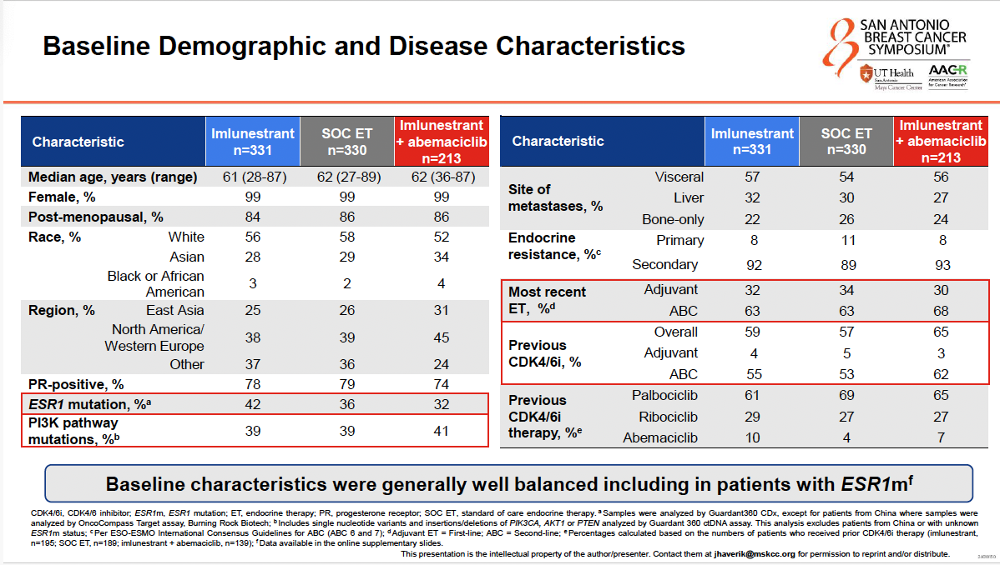 Baseline Demographic and Disease Characteristics
SAN ANTONIO
BREAST CANCER
SYMPOSIUM®
UT Health
San Antonio
Mays Cancer Center
AACR
American Association
for Cancer Research®
Characteristic Imlunestrant n=331 SOC ET n=330 Imlunestrant + abemaciclib n=213
Median age, years (range) 61 (28-87) 62 (27-89) 62 (36-87)
Female, % 99 99 99
Post-menopausal, % 84 86 86
Race, % White 56 58 52
Asian 28 29 34
Black or African American 3 2 4
Region, % East Asia 25 26 31
North America/ Western Europe 38 39 45
Other 37 36 24
PR-positive, % 78 79 74
ESR1 mutation, %a 42 36 32
PI3K pathway mutations, %b 39 39 41
Characteristic Imlunestrant n=331 SOC ET n=330 Imlunestrant + abemaciclib n=213
Site of metastases, % Visceral 57 54 56
Liver 32 30 27
Bone-only 22 26 24
Endocrine resistance, %c Primary 8 11 8
Secondary 92 89 93
Most recent ET, %d Adjuvant 32 34 30
ABC 63 63 68
Previous CDK4/6i, % Overall 59 57 65
Adjuvant 4 5 3
ABC 55 53 62
Previous CDK4/6i therapy, %e Palbociclib 61 69 65
Ribociclib 29 27 27
Abemaciclib 10 4 7
Baseline characteristics were generally well balanced including in patients with ESR1mf
CDK4/6i, CDK4/6 inhibitor; ESR1m, ESR1 mutation; ET, endocrine therapy; PR, progesterone receptor; SOC ET, standard of care endocrine therapy. a Samples were analyzed by Guardant360 CDx, except for patients from China where samples were
analyzed by OncoCompass Target assay, Burning Rock Biotech; b Includes single nucleotide variants and insertions/deletions of PIK3CA, AKT1 or PTEN analyzed by Guardant 360 ctDNA assay. This analysis excludes patients from China or with unknown
ESR1m status; c Per ESO-ESMO International Consensus Guidelines for ABC (ABC 6 and 7); d Adjuvant ET = First-line; ABC = Second-line; e Percentages calculated based on the numbers of patients who received prior CDK4/6i therapy (imlunestrant,
n=195; SOC ET, n=189; imlunestrant + abemaciclib, n=139); f Data available in the online supplementary slides.
This presentation is the intellectual property of the author/presenter. Contact them at jhaverik@mskcc.org for permission to reprint and/or distribute.